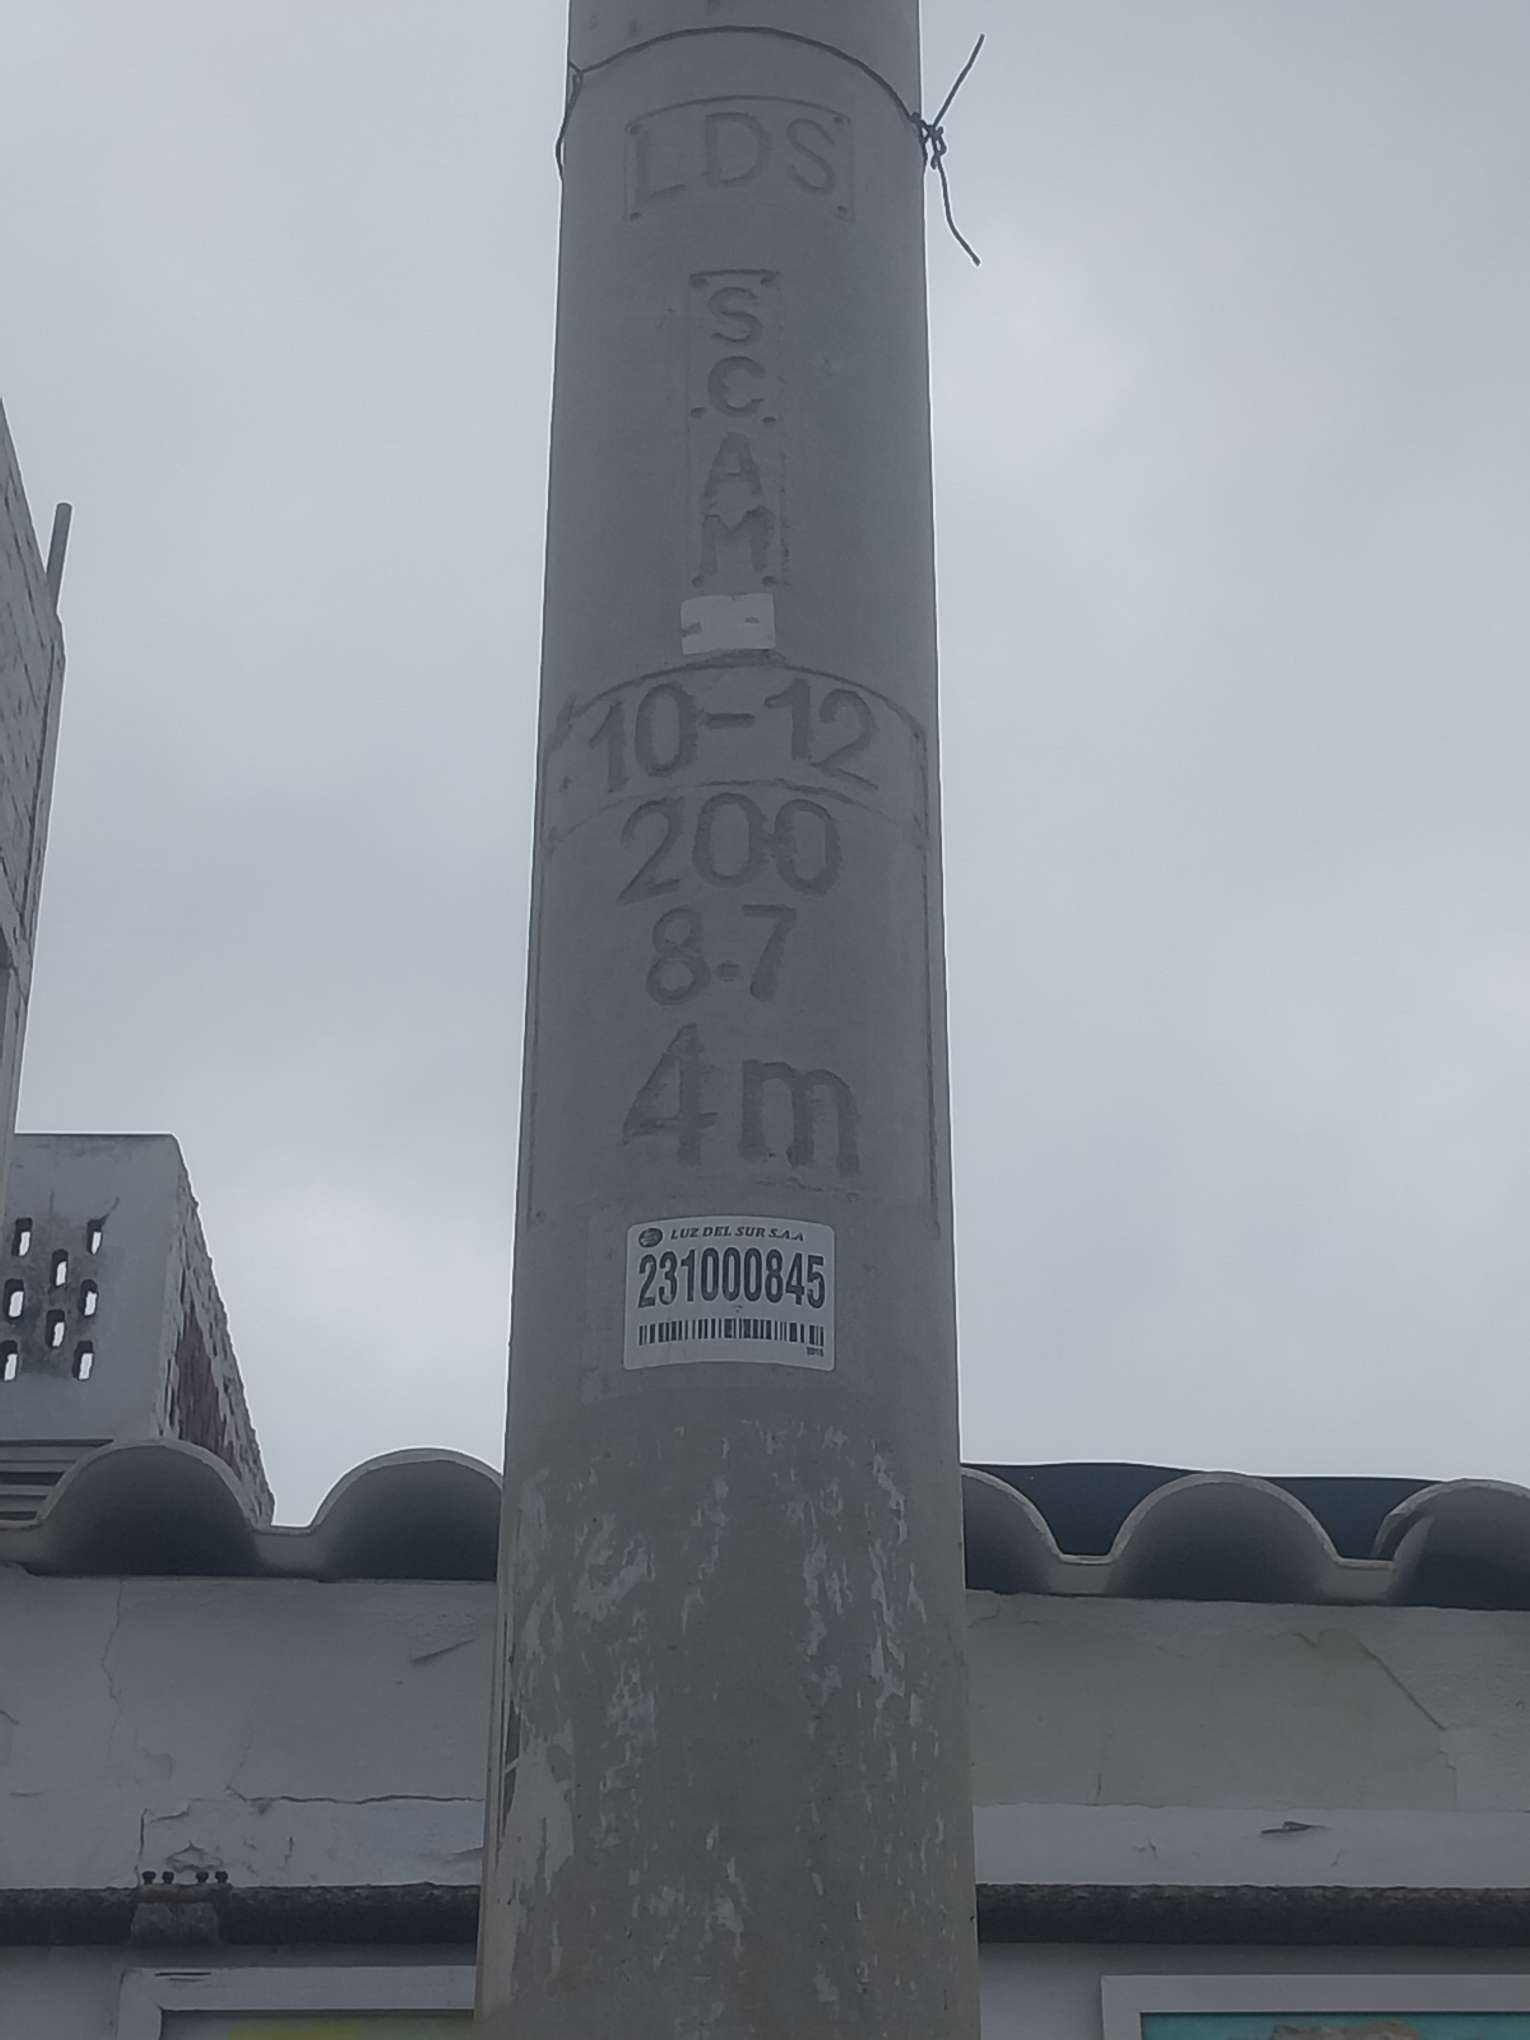 LDS
S
C
A
M
10-12
200
8.7
4m
LUZ DEL SUR S.A.A
231000845